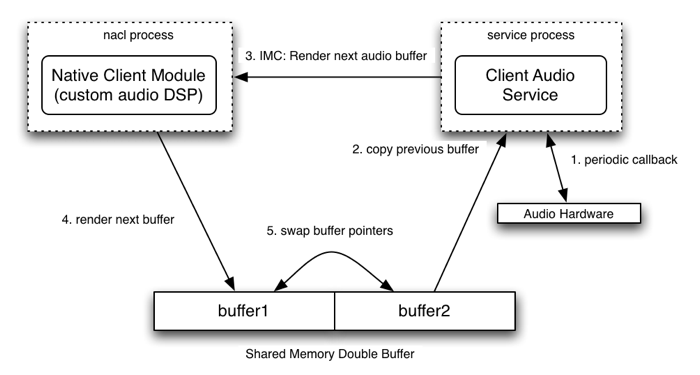 nacl process
service process
Native Client Module
(custom audio DSP)
3. IMC: Render next audio buffer
Client Audio
Service
2. copy previous buffer
1. periodic callback
Audio Hardware
4. render next buffer
5. swap buffer pointers
buffer1
buffer2
Shared Memory Double Buffer